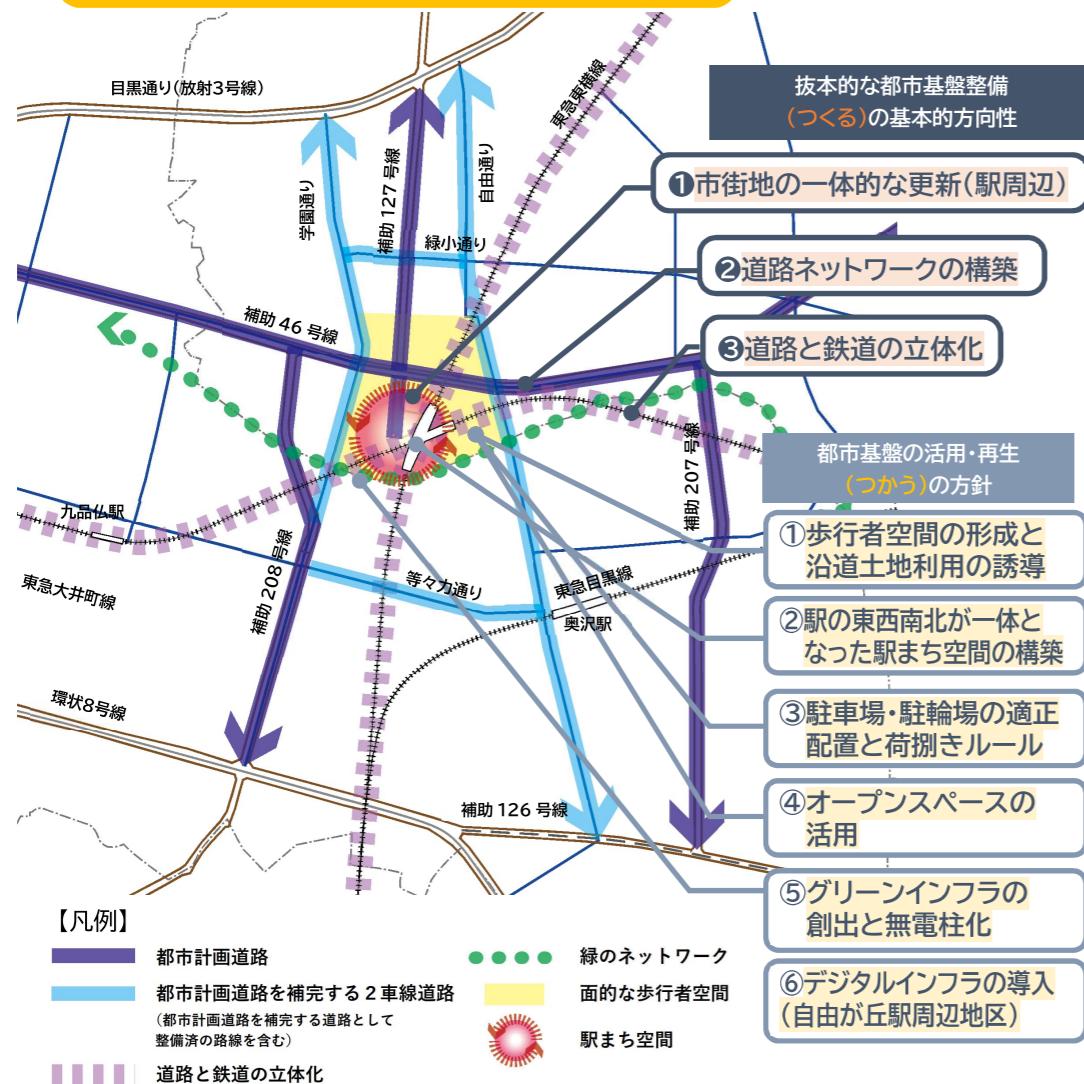 目黒通り(放射3号線)
東急東横線
抜本的な都市基盤整備
(つくる)の基本的方向性
学園通り
補助127号線
自由通り
緑小通り
❶市街地の一体的な更新(駅周辺)
❷道路ネットワークの構築
❸道路と鉄道の立体化
補助46号線
補助207号線
都市基盤の活用・再生
(つかう)の方針
九品仏駅
東急大井町線
補助208号線
等々力通り
東急目黒線
奥沢駅
①歩行者空間の形成と
沿道土地利用の誘導
②駅の東西南北が一体と
なった駅まち空間の構築
③駐車場・駐輪場の適正
配置と荷捌きルール
環状8号線
補助126号線
④オープンスペースの
活用
⑤グリーンインフラの
創出と無電柱化
⑥デジタルインフラの導入
(自由が丘駅周辺地区)
【凡例】
都市計画道路
都市計画道路を補完する2車線道路
(都市計画道路を補完する道路として
整備済の路線を含む)
道路と鉄道の立体化
緑のネットワーク
面的な歩行者空間
駅まち空間